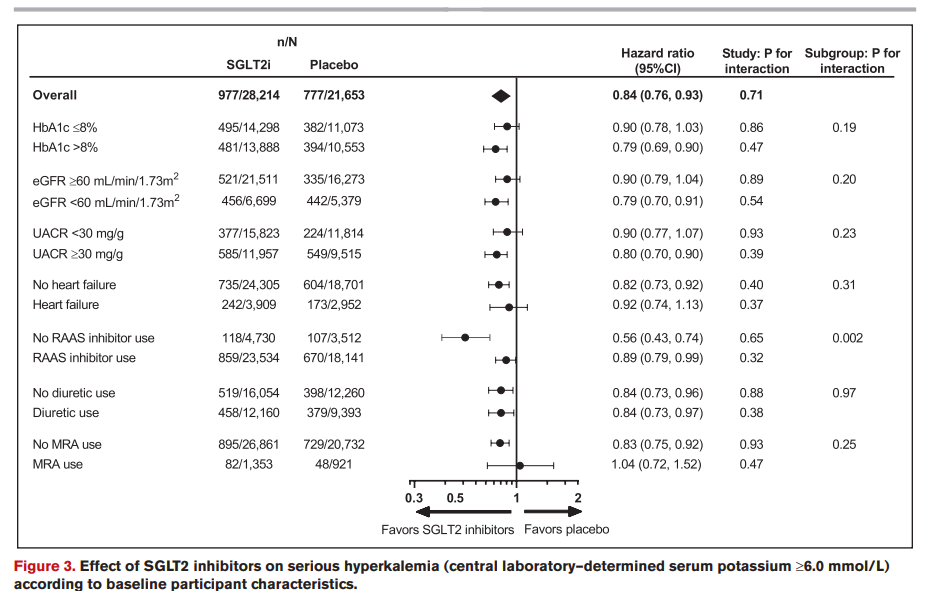 n/N
SGLT2i Placebo Hazard ratio (95%CI) Study: P for interaction Subgroup: P for interaction
Overall 977/28,214 777/21,653 0.84 (0.76, 0.93) 0.71
HbA1c ≤8% 495/14,298 382/11,073 0.90 (0.78, 1.03) 0.86 0.19
HbA1c >8% 481/13,888 394/10,553 0.79 (0.69, 0.90) 0.47
eGFR ≥60 mL/min/1.73m² 521/21,511 335/16,273 0.90 (0.79, 1.04) 0.89 0.20
eGFR <60 mL/min/1.73m² 456/6,699 442/5,379 0.79 (0.70, 0.91) 0.54
UACR <30 mg/g 377/15,823 224/11,814 0.90 (0.77, 1.07) 0.93 0.23
UACR ≥30 mg/g 585/11,957 549/9,515 0.80 (0.70, 0.90) 0.39
No heart failure 735/24,305 604/18,701 0.82 (0.73, 0.92) 0.40 0.31
Heart failure 242/3,909 173/2,952 0.92 (0.74, 1.13) 0.37
No RAAS inhibitor use 118/4,730 107/3,512 0.56 (0.43, 0.74) 0.65 0.002
RAAS inhibitor use 859/23,534 670/18,141 0.89 (0.79, 0.99) 0.32
No diuretic use 519/16,054 398/12,260 0.84 (0.73, 0.96) 0.88 0.97
Diuretic use 458/12,160 379/9,393 0.84 (0.73, 0.97) 0.38
No MRA use 895/26,861 729/20,732 0.83 (0.75, 0.92) 0.93 0.25
MRA use 82/1,353 48/921 1.04 (0.72, 1.52) 0.47
0.3 0.5 1 2
Favors SGLT2 inhibitors Favors placebo
Figure 3. Effect of SGLT2 inhibitors on serious hyperkalemia (central laboratory–determined serum potassium ≥6.0 mmol/L)
according to baseline participant characteristics.